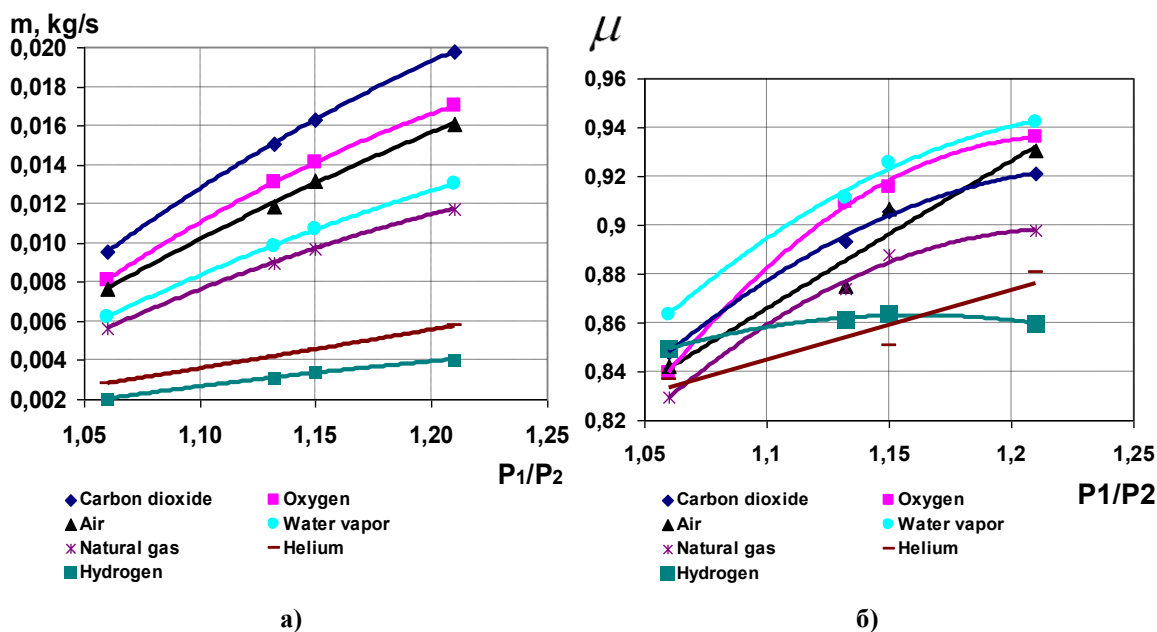 m, kg/s
0,020
0,018
0,016
0,014
0,012
0,010
0,008
0,006
0,004
0,002
1,05 1,10 1,15 1,20 1,25
P1/P2
Carbon dioxide Oxygen
Air Water vapor
Natural gas Helium
Hydrogen
а)
μ
0,96
0,94
0,92
0,9
0,88
0,86
0,84
0,82
1,05 1,1 1,15 1,2 1,25
P1/P2
Carbon dioxide Oxygen
Air Water vapor
Natural gas Helium
Hydrogen
б)